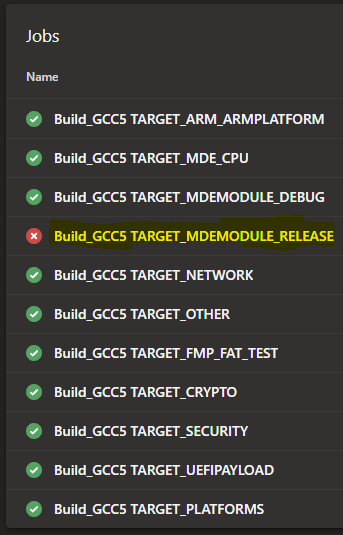 Jobs
Name
Build_GCC5 TARGET_ARM_ARMPLATFORM
Build_GCC5 TARGET_MDE_CPU
Build_GCC5 TARGET_MDEMODULE_DEBUG
Build_GCC5 TARGET_MDEMODULE_RELEASE
Build_GCC5 TARGET_NETWORK
Build_GCC5 TARGET_OTHER
Build_GCC5 TARGET_FMP_FAT_TEST
Build_GCC5 TARGET_CRYPTO
Build_GCC5 TARGET_SECURITY
Build_GCC5 TARGET_UEFIPAYLOAD
Build_GCC5 TARGET_PLATFORMS